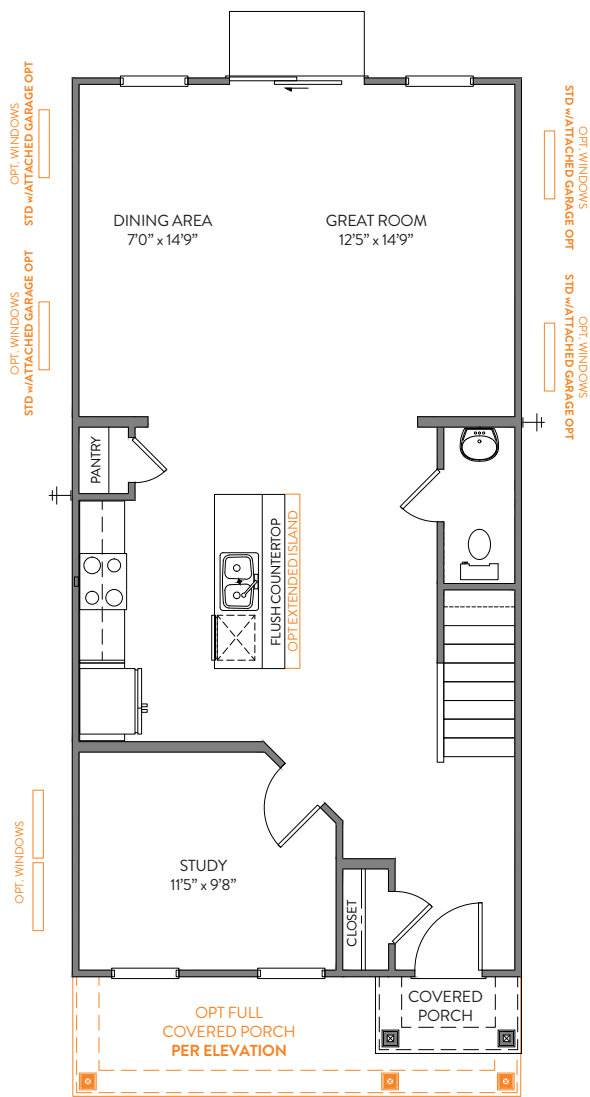 OPT. WINDOWS
STD w/ATTACHED GARAGE OPT
OPT. WINDOWS
STD w/ATTACHED GARAGE OPT
DINING AREA
7’0” x 14’9”
GREAT ROOM
12’5” x 14’9”
OPT. WINDOWS
STD w/ATTACHED GARAGE OPT
OPT. WINDOWS
STD w/ATTACHED GARAGE OPT
PANTRY
FLUSH COUNTERTOP
OPT EXTENDED ISLAND
OPT. WINDOWS
STUDY
11’5” x 9’8”
CLOSET
COVERED
PORCH
OPT FULL
COVERED PORCH
PER ELEVATION